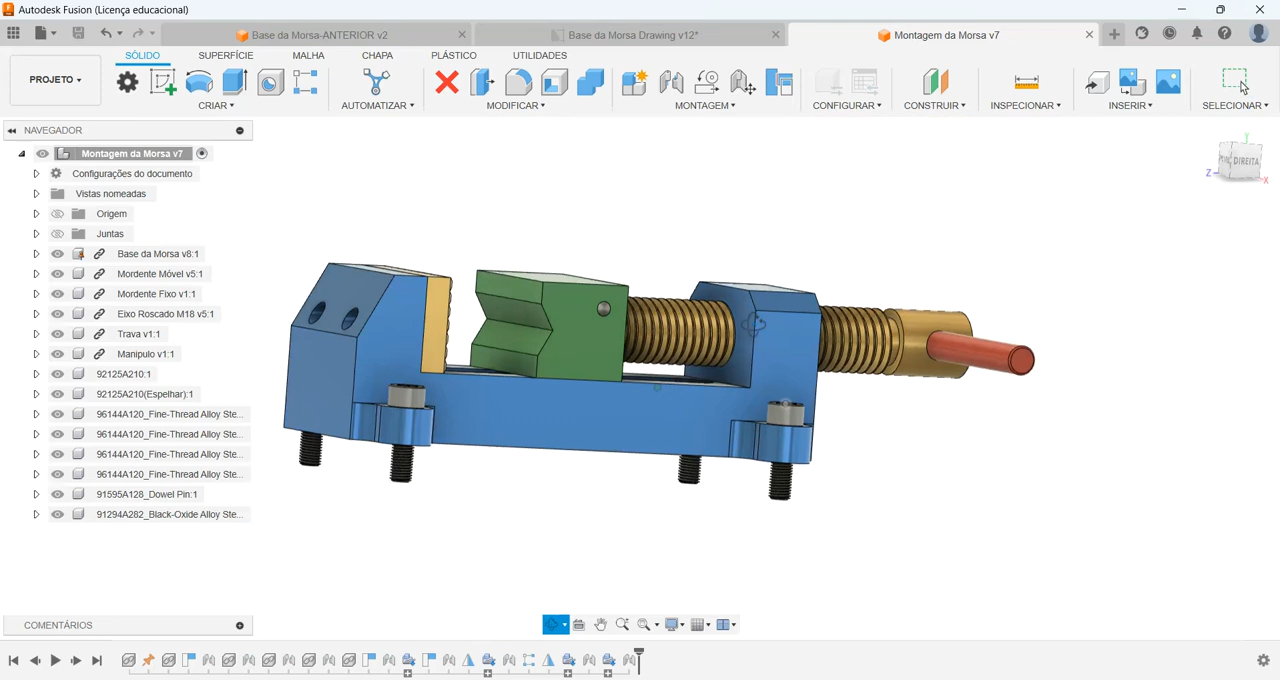 Autodesk Fusion (Licença educacional)
Base da Morsa-ANTERIOR v2
Base da Morsa Drawing v12*
Montagem da Morsa v7
SÓLIDO
SUPERFÍCIE
MALHA
CHAPA
PLÁSTICO
UTILIDADES
PROJETO
CRIAR
AUTOMATIZAR
MODIFICAR
MONTAGEM
CONFIGURAR
CONSTRUIR
INSPECIONAR
INSERIR
SELECIONAR
NAVEGADOR
Montagem da Morsa v7
Configurações do documento
Vistas nomeadas
Origem
Juntas
Base da Morsa v8:1
Mordente Móvel v5:1
Mordente Fixo v1:1
Eixo Roscado M18 v5:1
Trava v1:1
Manipulo v1:1
92125A210:1
92125A210(Espelhar):1
96144A120_Fine-Thread Alloy Ste...
96144A120_Fine-Thread Alloy Ste...
96144A120_Fine-Thread Alloy Ste...
96144A120_Fine-Thread Alloy Ste...
91595A128_Dowel Pin:1
91294A282_Black-Oxide Alloy Ste...
Y
DIREITA
Z
X
COMENTÁRIOS